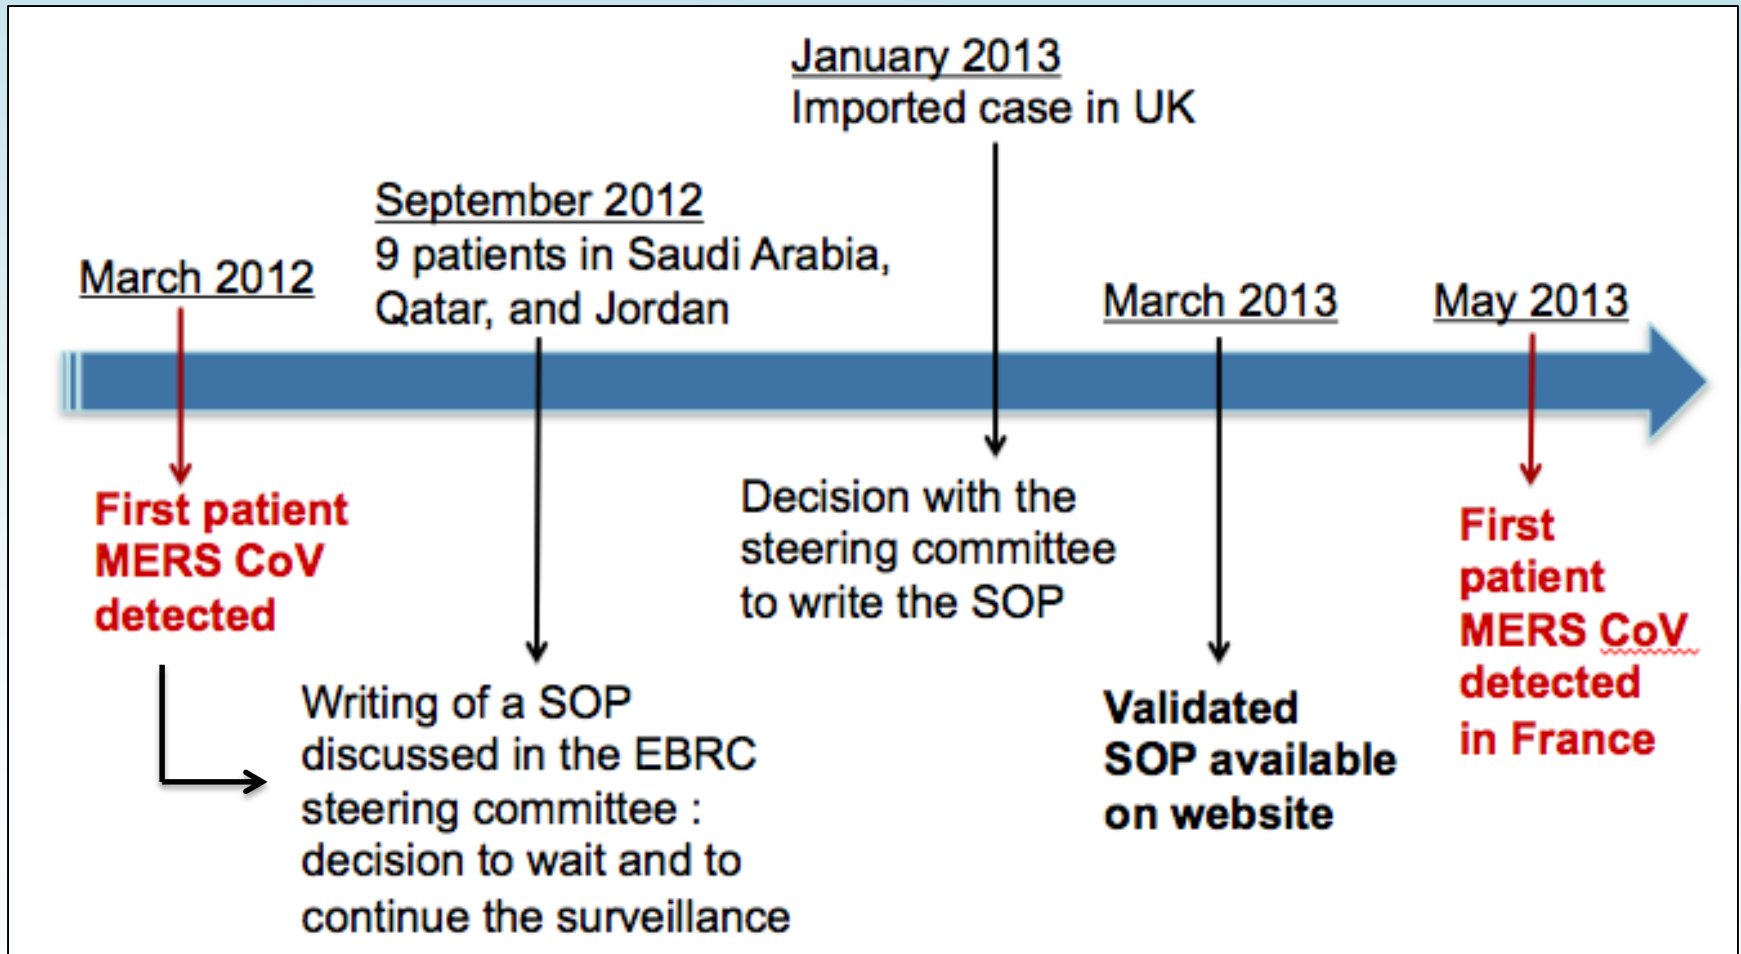 March 2012
First patient
MERS CoV
detected
September 2012
9 patients in Saudi Arabia,
Qatar, and Jordan
Writing of a SOP
discussed in the EBRC
steering committee :
decision to wait and to
continue the surveillance
January 2013
Imported case in UK
Decision with the
steering committee
to write the SOP
March 2013
Validated
SOP available
on website
May 2013
First
patient
MERS CoV
detected
in France